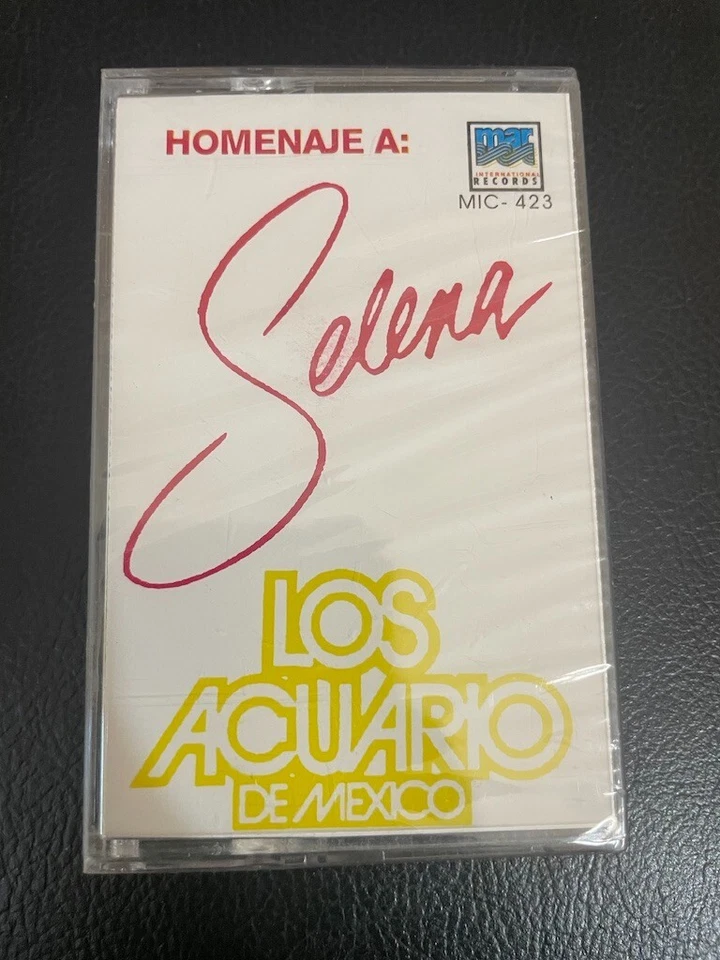 HOMENAJE A:
mar
INTERNATIONAL
RECORDS
MIC- 423
Selena
LOS
ACUARIO
DE MEXICO